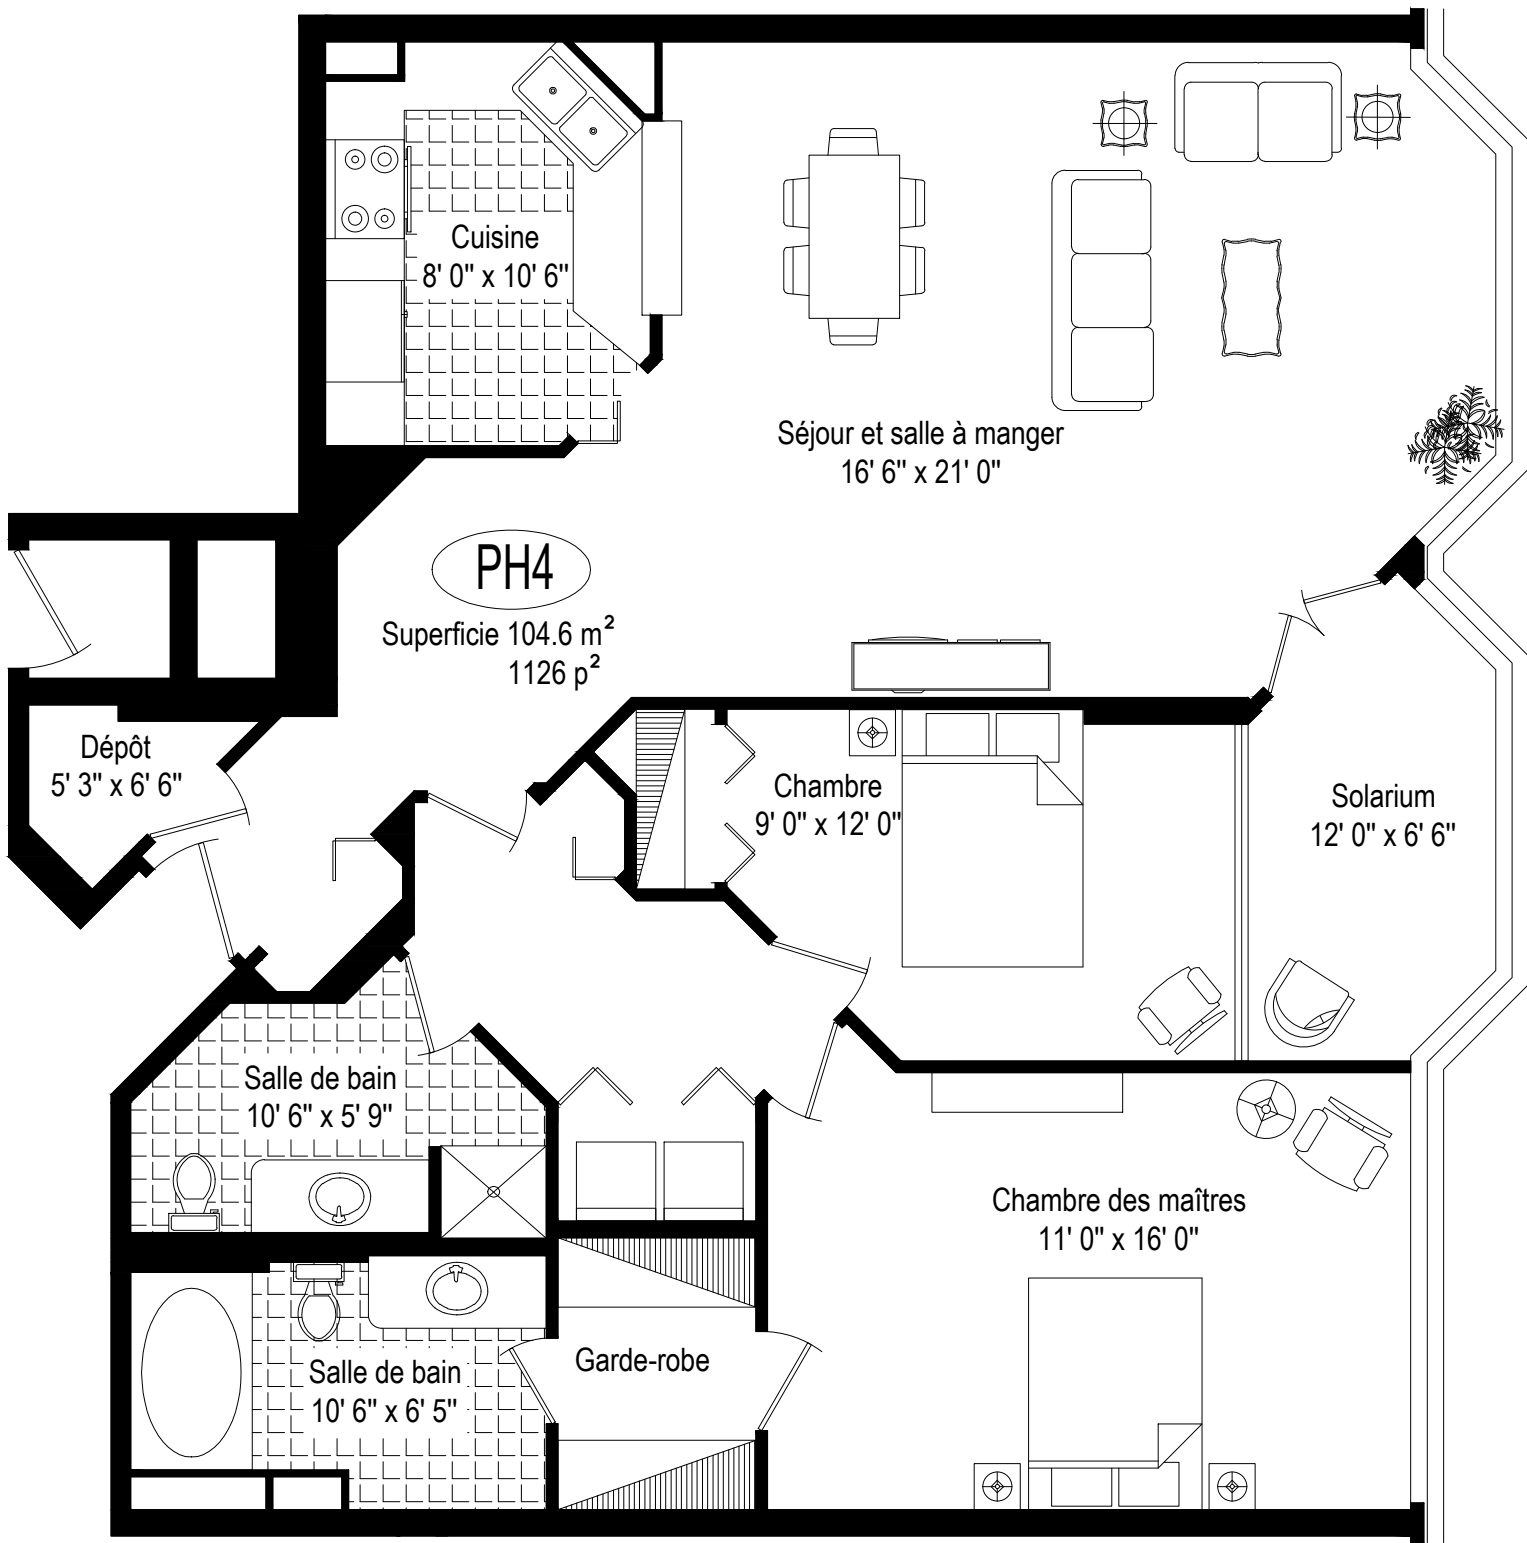 Cuisine
8' 0" x 10' 6"
Séjour et salle à manger
16' 6" x 21' 0"
PH4
Superficie 104.6 m²
1126 p²
Dépôt
5' 3" x 6' 6"
Chambre
9' 0" x 12' 0"
Solarium
12' 0" x 6' 6"
Salle de bain
10' 6" x 5' 9"
Chambre des maîtres
11' 0" x 16' 0"
Garde-robe
Salle de bain
10' 6" x 6' 5"